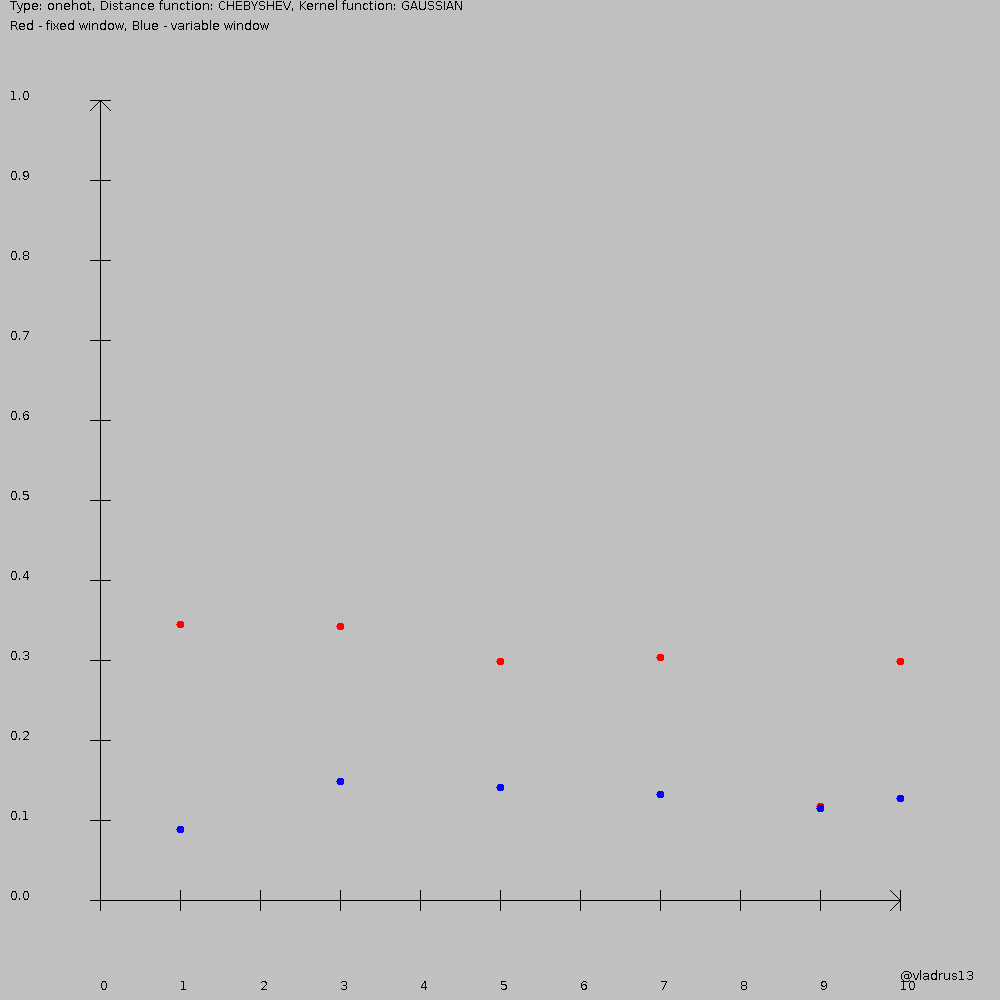 Type: onehot, Distance function: CHEBYSHEV, Kernel function: GAUSSIAN
Red - fixed window, Blue - variable window
1.0
0.9
0.8
0.7
0.6
0.5
0.4
0.3
0.2
0.1
0.0
@vladrus13
0 1 2 3 4 5 6 7 8 9 10